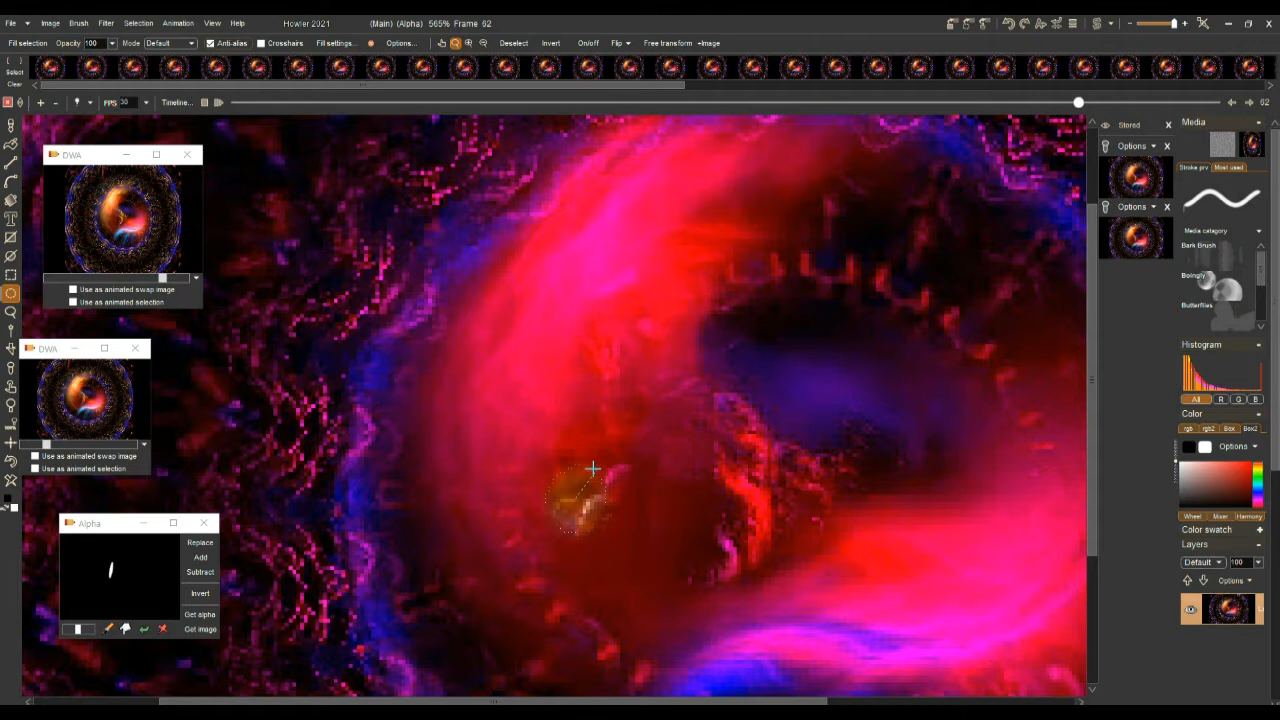 File Image Brush Filter Selection Animation View Help Howler 2021 (Main) (Alpha) 565% Frame 62
Fill selection Opacity 100 Mode Default Anti-alias Crosshairs Fill settings... Options... Deselect Invert On/off Flip Free transform +Image
Select
Clear
FPS 30 Timeline... 62
DWA
Use as animated swap image
Use as animated selection
DWA
Use as animated swap image
Use as animated selection
Alpha
Replace
Add
Subtract
Invert
Get alpha
Get image
Stored
Options
Options
Media
Stroke prv Most used
Media category
Bark Brush
Boingly
Butterflies
Histogram
All R G B
Color
rgb rgb2 Box Box2
Options
Wheel Mixer Harmony
Color swatch
Layers
Default 100
Options